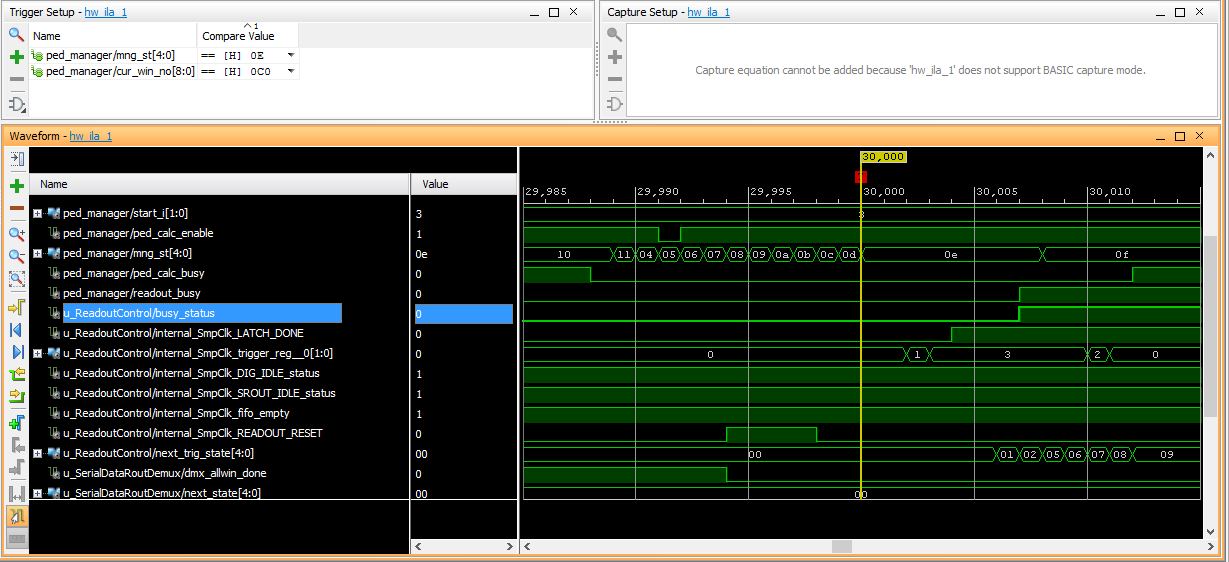 Trigger Setup - hw_ila_1
Name Compare Value 1
ped_manager/mng_st[4:0] == [H] 0E
ped_manager/cur_win_no[8:0] == [H] 0C0
Capture Setup - hw_ila_1
Capture equation cannot be added because 'hw_ila_1' does not support BASIC capture mode.
Waveform - hw_ila_1
30,000
Name Value
29,985 29,990 29,995 30,000 30,005 30,010
ped_manager/start_i[1:0] 3 3
ped_manager/ped_calc_enable 1
ped_manager/mng_st[4:0] 0e 10 11 04 05 06 07 08 09 0a 0b 0c 0d 0e 0f
ped_manager/ped_calc_busy 0
ped_manager/readout_busy 0
u_ReadoutControl/busy_status 0
u_ReadoutControl/internal_SmpClk_LATCH_DONE 0
u_ReadoutControl/internal_SmpClk_trigger_reg__0[1:0] 0 0 1 3 2 0
u_ReadoutControl/internal_SmpClk_DIG_IDLE_status 1
u_ReadoutControl/internal_SmpClk_SROUT_IDLE_status 1
u_ReadoutControl/internal_SmpClk_fifo_empty 1
u_ReadoutControl/internal_SmpClk_READOUT_RESET 0
u_ReadoutControl/next_trig_state[4:0] 00 00 01 02 05 06 07 08 09
u_SerialDataRoutDemux/dmx_allwin_done 0
u_SerialDataRoutDemux/next_state[4:0] 00 00